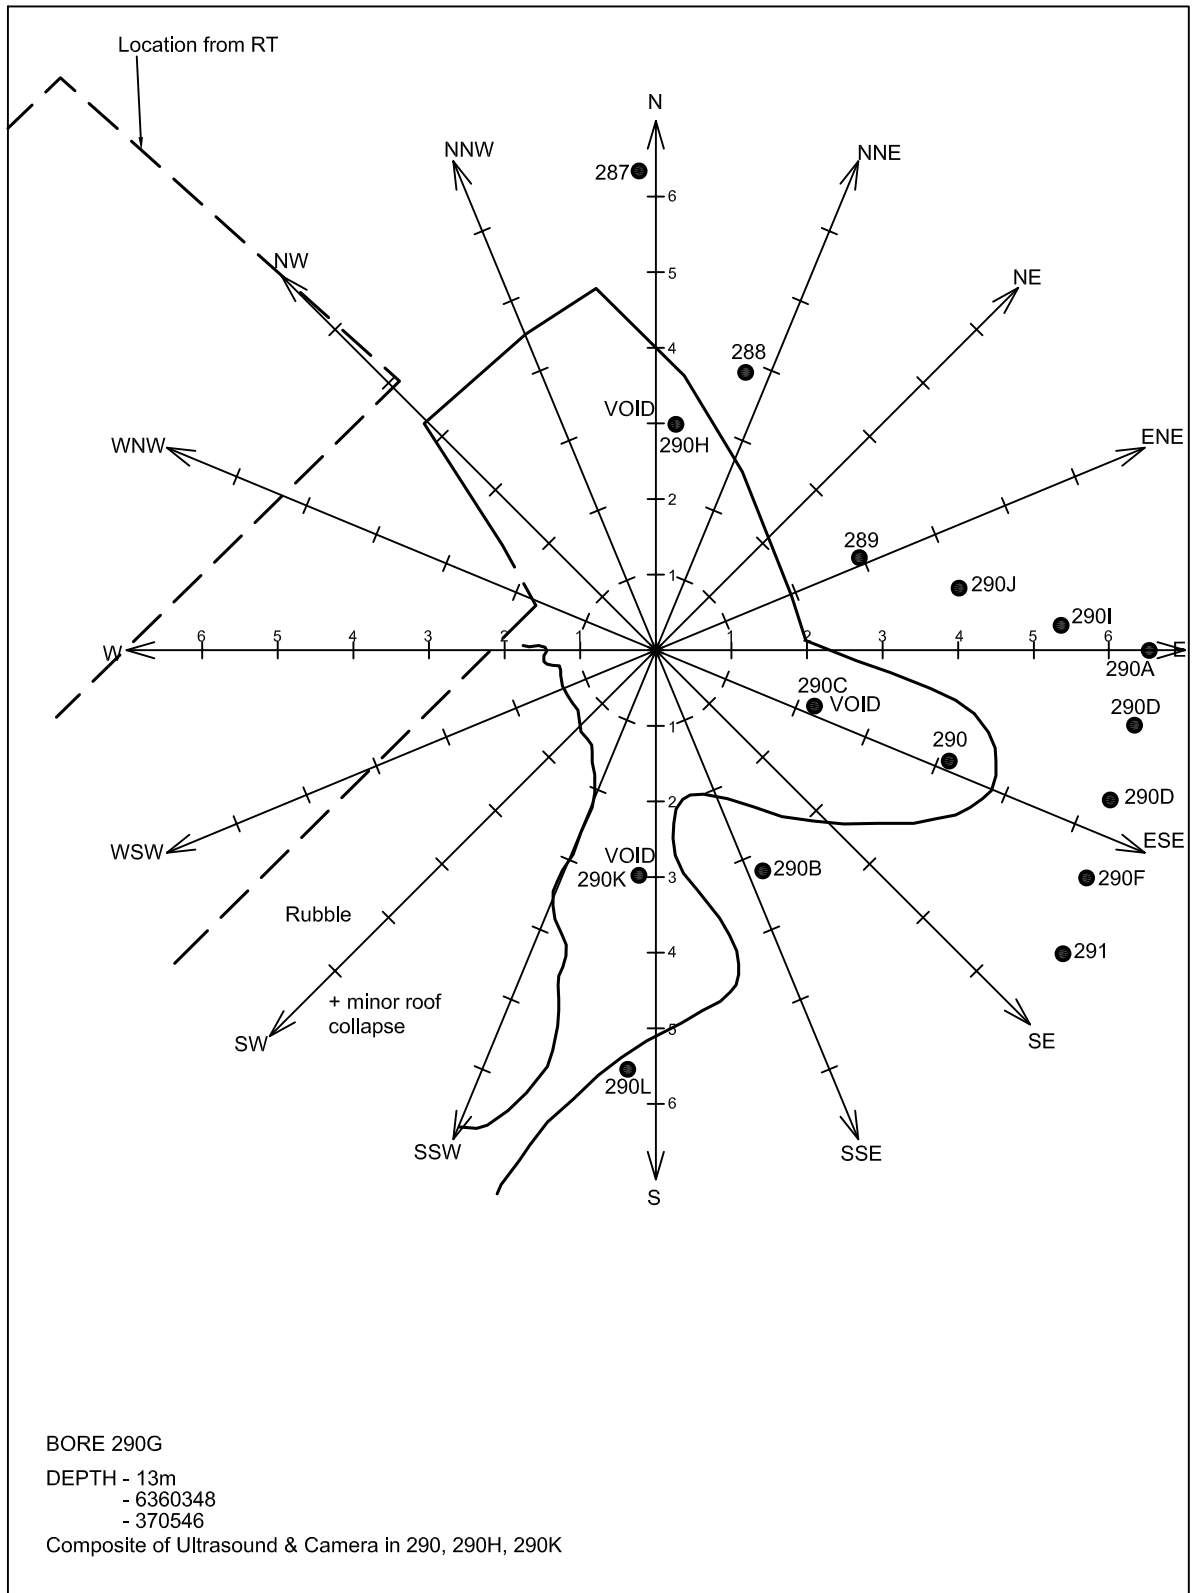 Location from RT
N
NNW
NNE
287
6
NW
5
NE
4
288
VOID
290H
WNW
ENE
2
289
1
290J
290I
W
6
5
4
3
2
1
1
2
3
4
5
6
E
290A
290C
VOID
290D
1
290
2
290D
WSW
ESE
VOID
290K
3
290B
290F
Rubble
4
291
+ minor roof
collapse
5
SW
SE
290L
6
SSW
SSE
S
BORE 290G
DEPTH - 13m
- 6360348
- 370546
Composite of Ultrasound & Camera in 290, 290H, 290K